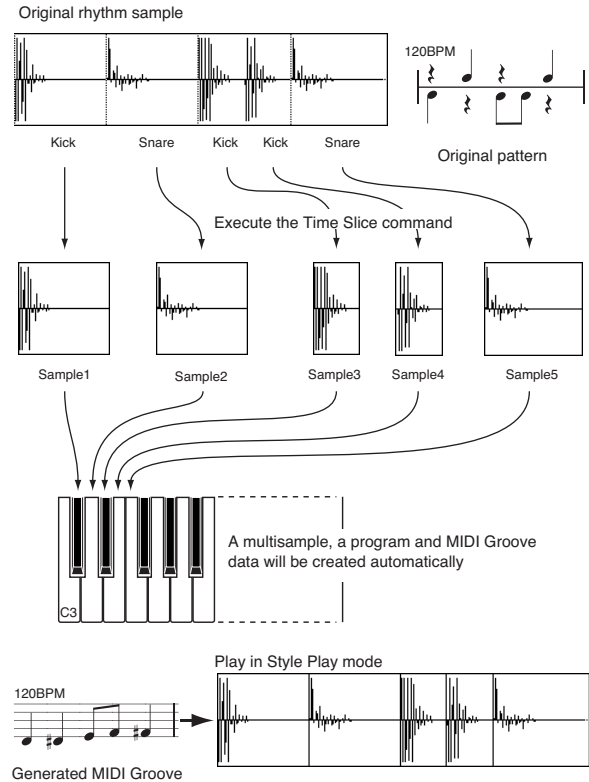 Original rhythm sample
120BPM
Kick
Snare
Kick
Kick
Snare
Original pattern
Execute the Time Slice command
Sample1
Sample2
Sample3
Sample4
Sample5
C3
A multisample, a program and MIDI Groove
data will be created automatically
Play in Style Play mode
120BPM
Generated MIDI Groove